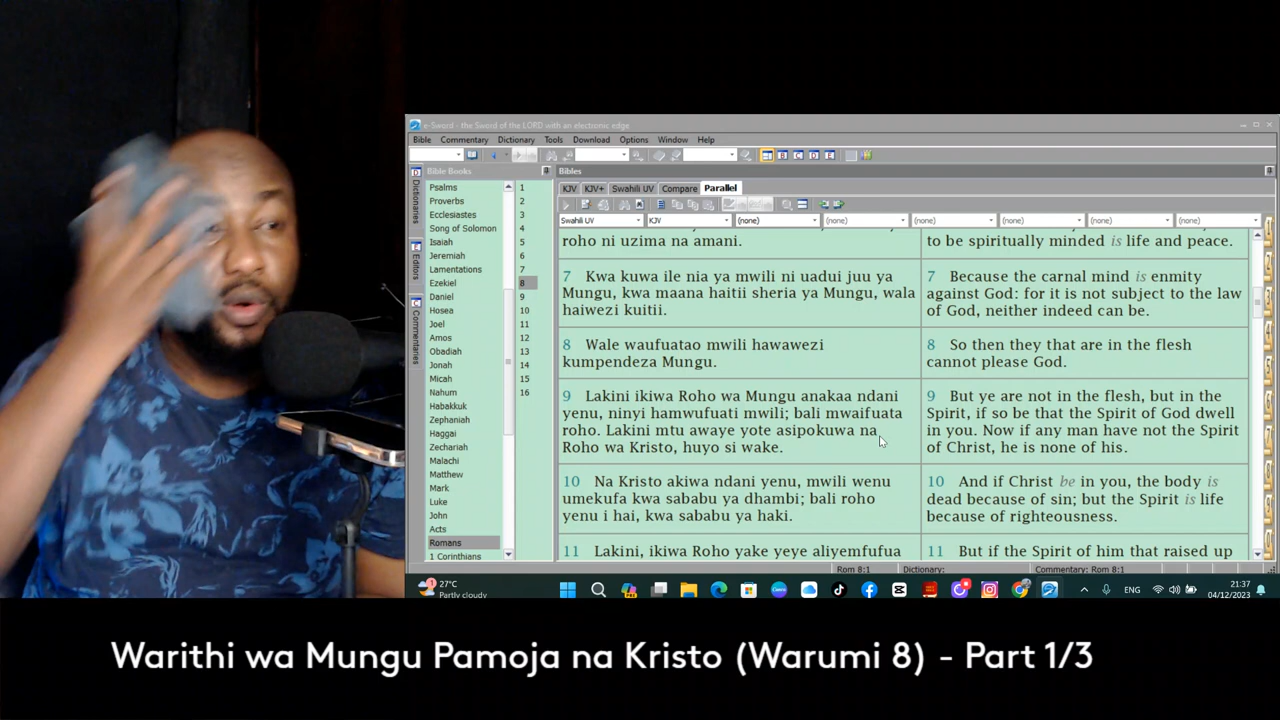 e-Sword - the Sword of the LORD with an electronic edge
Bible Commentary Dictionary Tools Download Options Window Help
Bible Books
Bibles
KJV KJV+ Swahili UV Compare Parallel
Swahili UV KJV (none) (none) (none) (none) (none) (none)
Dictionaries
Editors
Commentaries
Psalms
Proverbs
Ecclesiastes
Song of Solomon
Isaiah
Jeremiah
Lamentations
Ezekiel
Daniel
Hosea
Joel
Amos
Obadiah
Jonah
Micah
Nahum
Habakkuk
Zephaniah
Haggai
Zechariah
Malachi
Matthew
Mark
Luke
John
Acts
Romans
1 Corinthians
1
2
3
4
5
6
7
8
9
10
11
12
13
14
15
16
roho ni uzima na amani.
7 Kwa kuwa ile nia ya mwili ni uadui juu ya
Mungu, kwa maana haitii sheria ya Mungu, wala
haiwezi kuitii.
8 Wale waufuatao mwili hawawezi
kumpendeza Mungu.
9 Lakini ikiwa Roho wa Mungu anakaa ndani
yenu, ninyi hamwufuati mwili; bali mwaifuata
roho. Lakini mtu awaye yote asipokuwa na
Roho wa Kristo, huyo si wake.
10 Na Kristo akiwa ndani yenu, mwili wenu
umekufa kwa sababu ya dhambi; bali roho
yenu i hai, kwa sababu ya haki.
11 Lakini, ikiwa Roho yake yeye aliyemfufua
to be spiritually minded is life and peace.
7 Because the carnal mind is enmity
against God: for it is not subject to the law
of God, neither indeed can be.
8 So then they that are in the flesh
cannot please God.
9 But ye are not in the flesh, but in the
Spirit, if so be that the Spirit of God dwell
in you. Now if any man have not the Spirit
of Christ, he is none of his.
10 And if Christ be in you, the body is
dead because of sin; but the Spirit is life
because of righteousness.
11 But if the Spirit of him that raised up
Rom 8:1 Dictionary: Commentary: Rom 8:1
27°C
Partly cloudy
ENG
21:37
04/12/2023
Warithi wa Mungu Pamoja na Kristo (Warumi 8) - Part 1/3